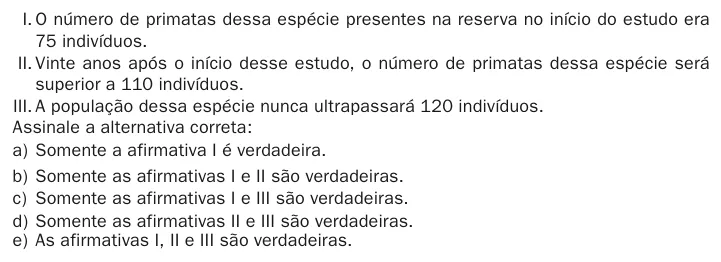 I. O número de primatas dessa espécie presentes na reserva no início do estudo era
75 indivíduos.
II. Vinte anos após o início desse estudo, o número de primatas dessa espécie será
superior a 110 indivíduos.
III. A população dessa espécie nunca ultrapassará 120 indivíduos.
Assinale a alternativa correta:
a) Somente a afirmativa I é verdadeira.
b) Somente as afirmativas I e II são verdadeiras.
c) Somente as afirmativas I e III são verdadeiras.
d) Somente as afirmativas II e III são verdadeiras.
e) As afirmativas I, II e III são verdadeiras.